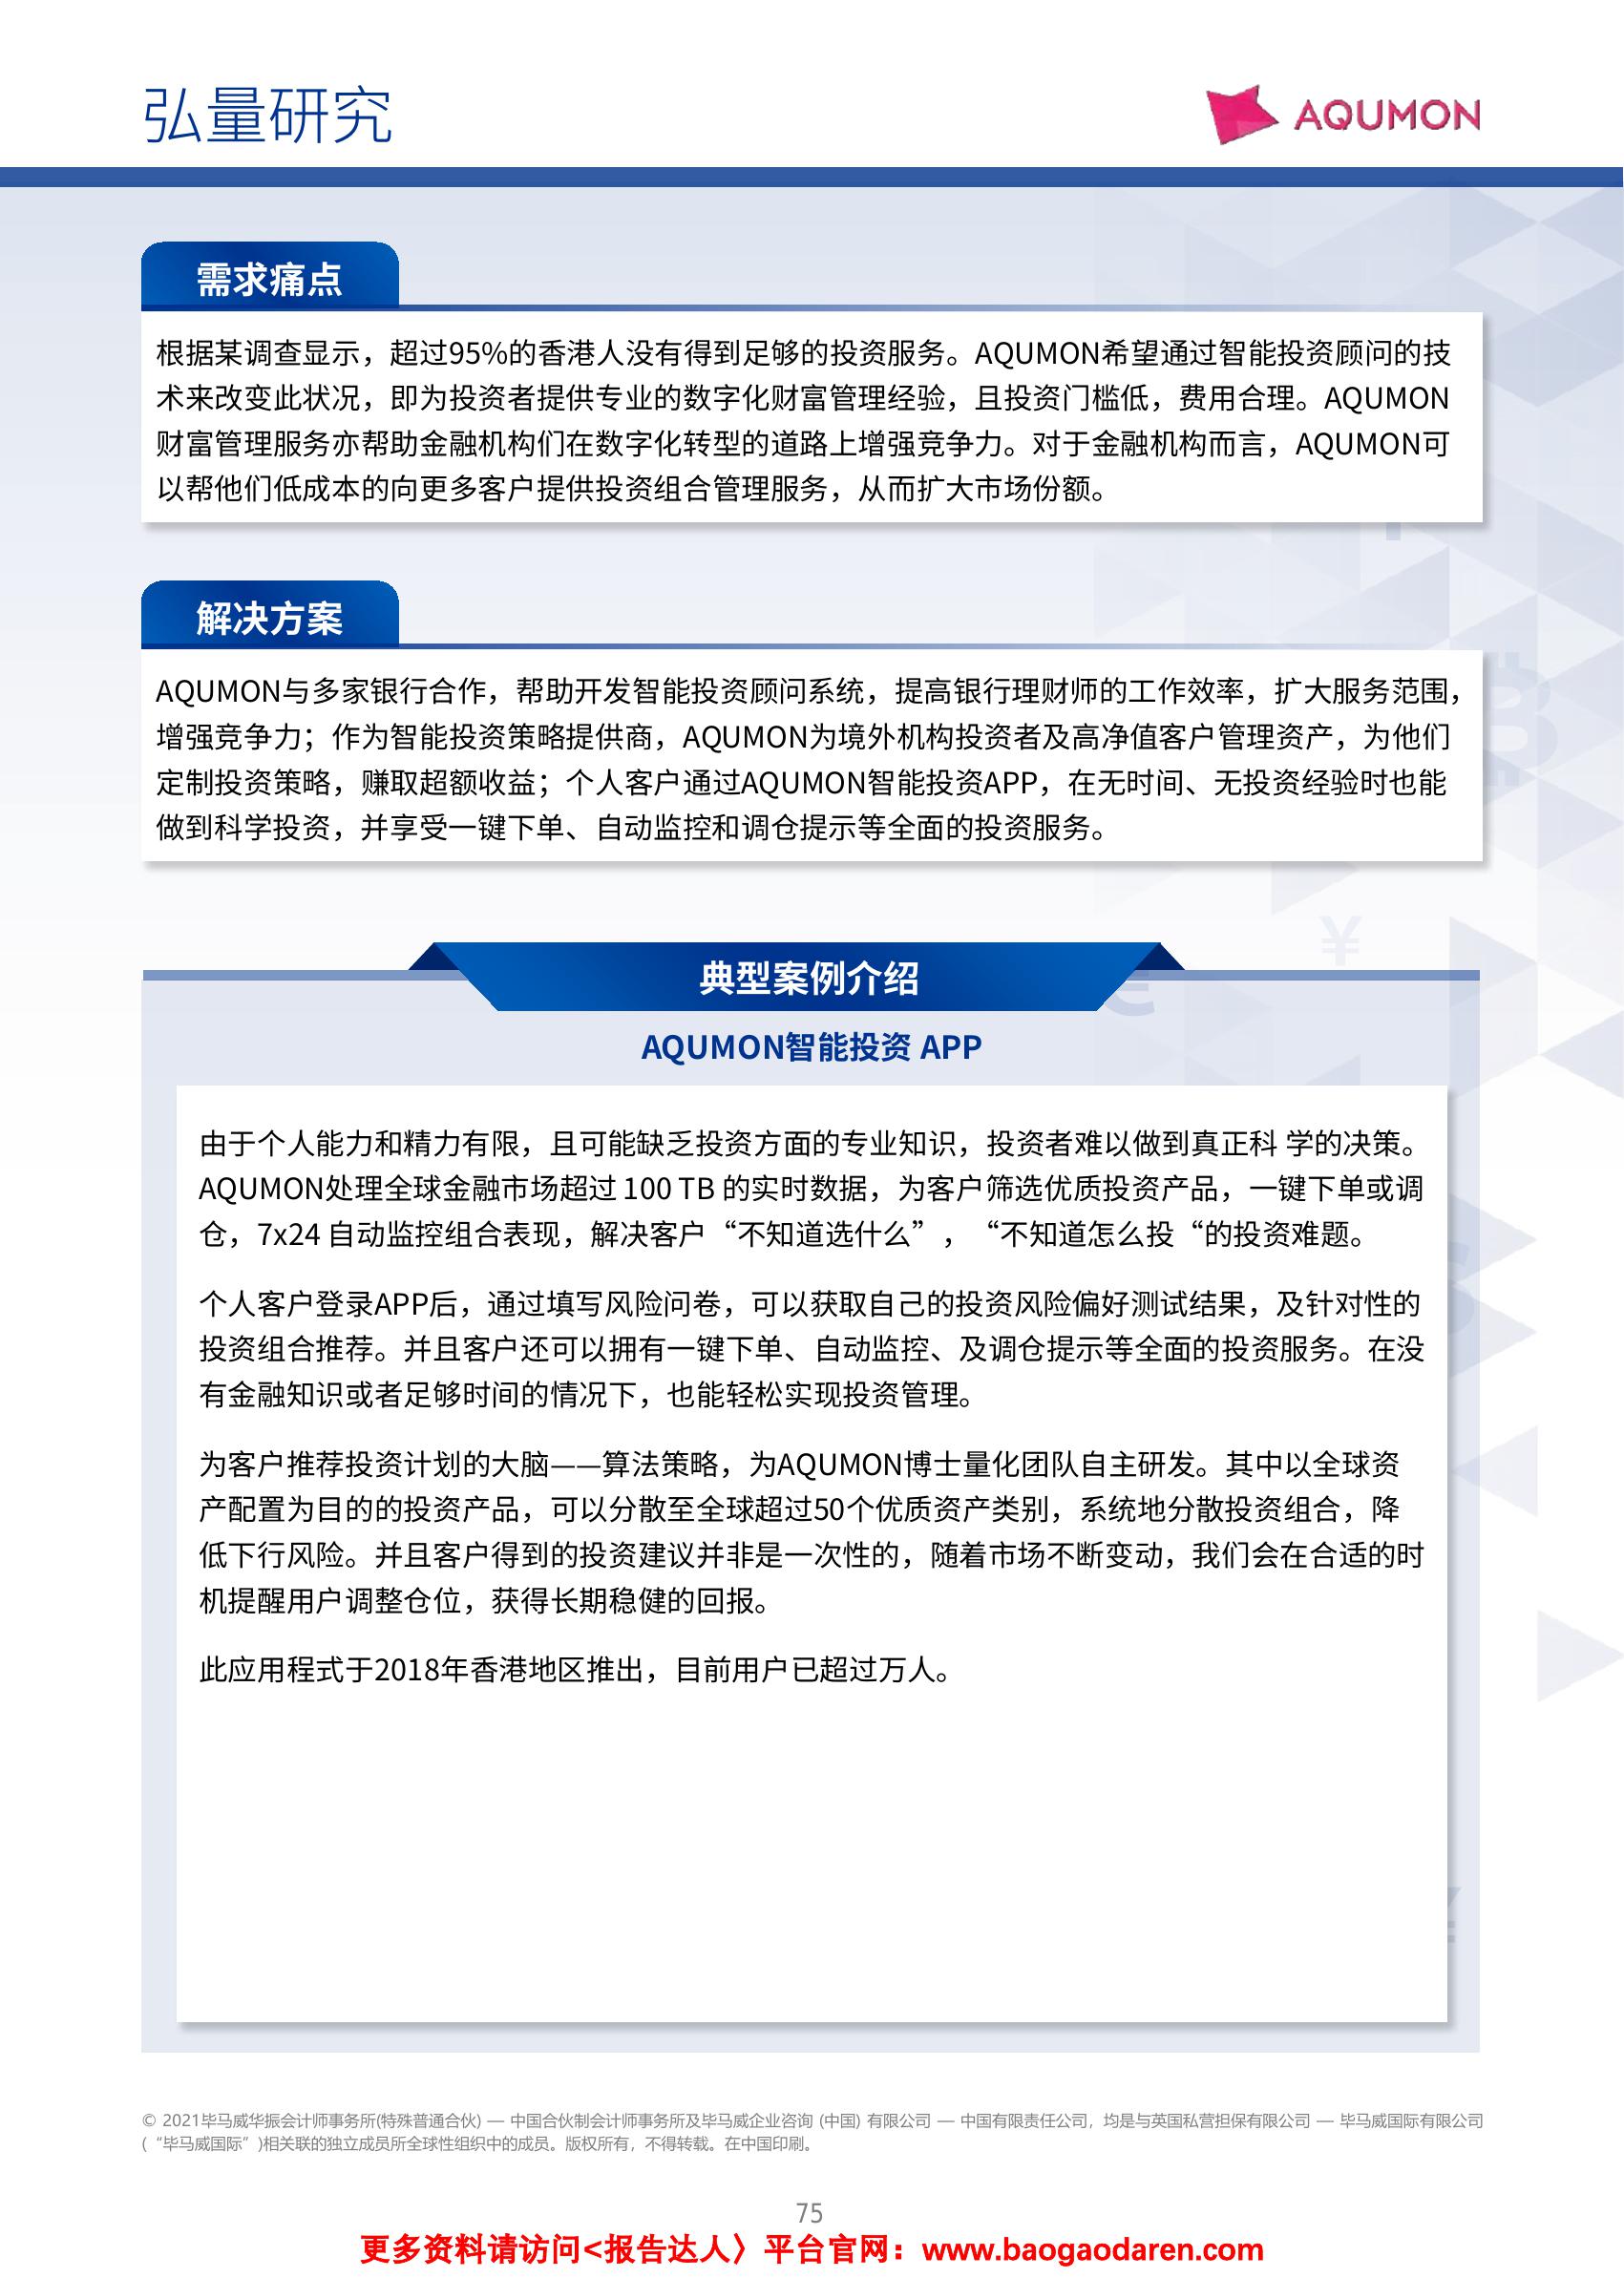 弘量研究
AQUMON
需求痛点
根据某调查显示，超过95%的香港人没有得到足够的投资服务。AQUMON希望通过智能投资顾问的技
术来改变此状况，即为投资者提供专业的数字化财富管理经验，且投资门槛低，费用合理。AQUMON
财富管理服务亦帮助金融机构们在数字化转型的道路上增强竞争力。对于金融机构而言，AQUMON可
以帮他们低成本的向更多客户提供投资组合管理服务，从而扩大市场份额。
解决方案
AQUMON与多家银行合作，帮助开发智能投资顾问系统，提高银行理财师的工作效率，扩大服务范围，
增强竞争力；作为智能投资策略提供商，AQUMON为境外机构投资者及高净值客户管理资产，为他们
定制投资策略，赚取超额收益；个人客户通过AQUMON智能投资APP，在无时间、无投资经验时也能
做到科学投资，并享受一键下单、自动监控和调仓提示等全面的投资服务。
典型案例介绍
AQUMON智能投资 APP
由于个人能力和精力有限，且可能缺乏投资方面的专业知识，投资者难以做到真正科 学的决策。
AQUMON处理全球金融市场超过 100 TB 的实时数据，为客户筛选优质投资产品，一键下单或调
仓，7x24 自动监控组合表现，解决客户“不知道选什么”，“不知道怎么投“的投资难题。
个人客户登录APP后，通过填写风险问卷，可以获取自己的投资风险偏好测试结果，及针对性的
投资组合推荐。并且客户还可以拥有一键下单、自动监控、及调仓提示等全面的投资服务。在没
有金融知识或者足够时间的情况下，也能轻松实现投资管理。
为客户推荐投资计划的大脑——算法策略，为AQUMON博士量化团队自主研发。其中以全球资
产配置为目的的投资产品，可以分散至全球超过50个优质资产类别，系统地分散投资组合，降
低下行风险。并且客户得到的投资建议并非是一次性的，随着市场不断变动，我们会在合适的时
机提醒用户调整仓位，获得长期稳健的回报。
此应用程式于2018年香港地区推出，目前用户已超过万人。
© 2021毕马威华振会计师事务所(特殊普通合伙) — 中国合伙制会计师事务所及毕马威企业咨询 (中国) 有限公司 — 中国有限责任公司，均是与英国私营担保有限公司 — 毕马威国际有限公司
(“毕马威国际”)相关联的独立成员所全球性组织中的成员。版权所有，不得转载。在中国印刷。
75
更多资料请访问<报告达人〉平台官网：www.baogaodaren.com